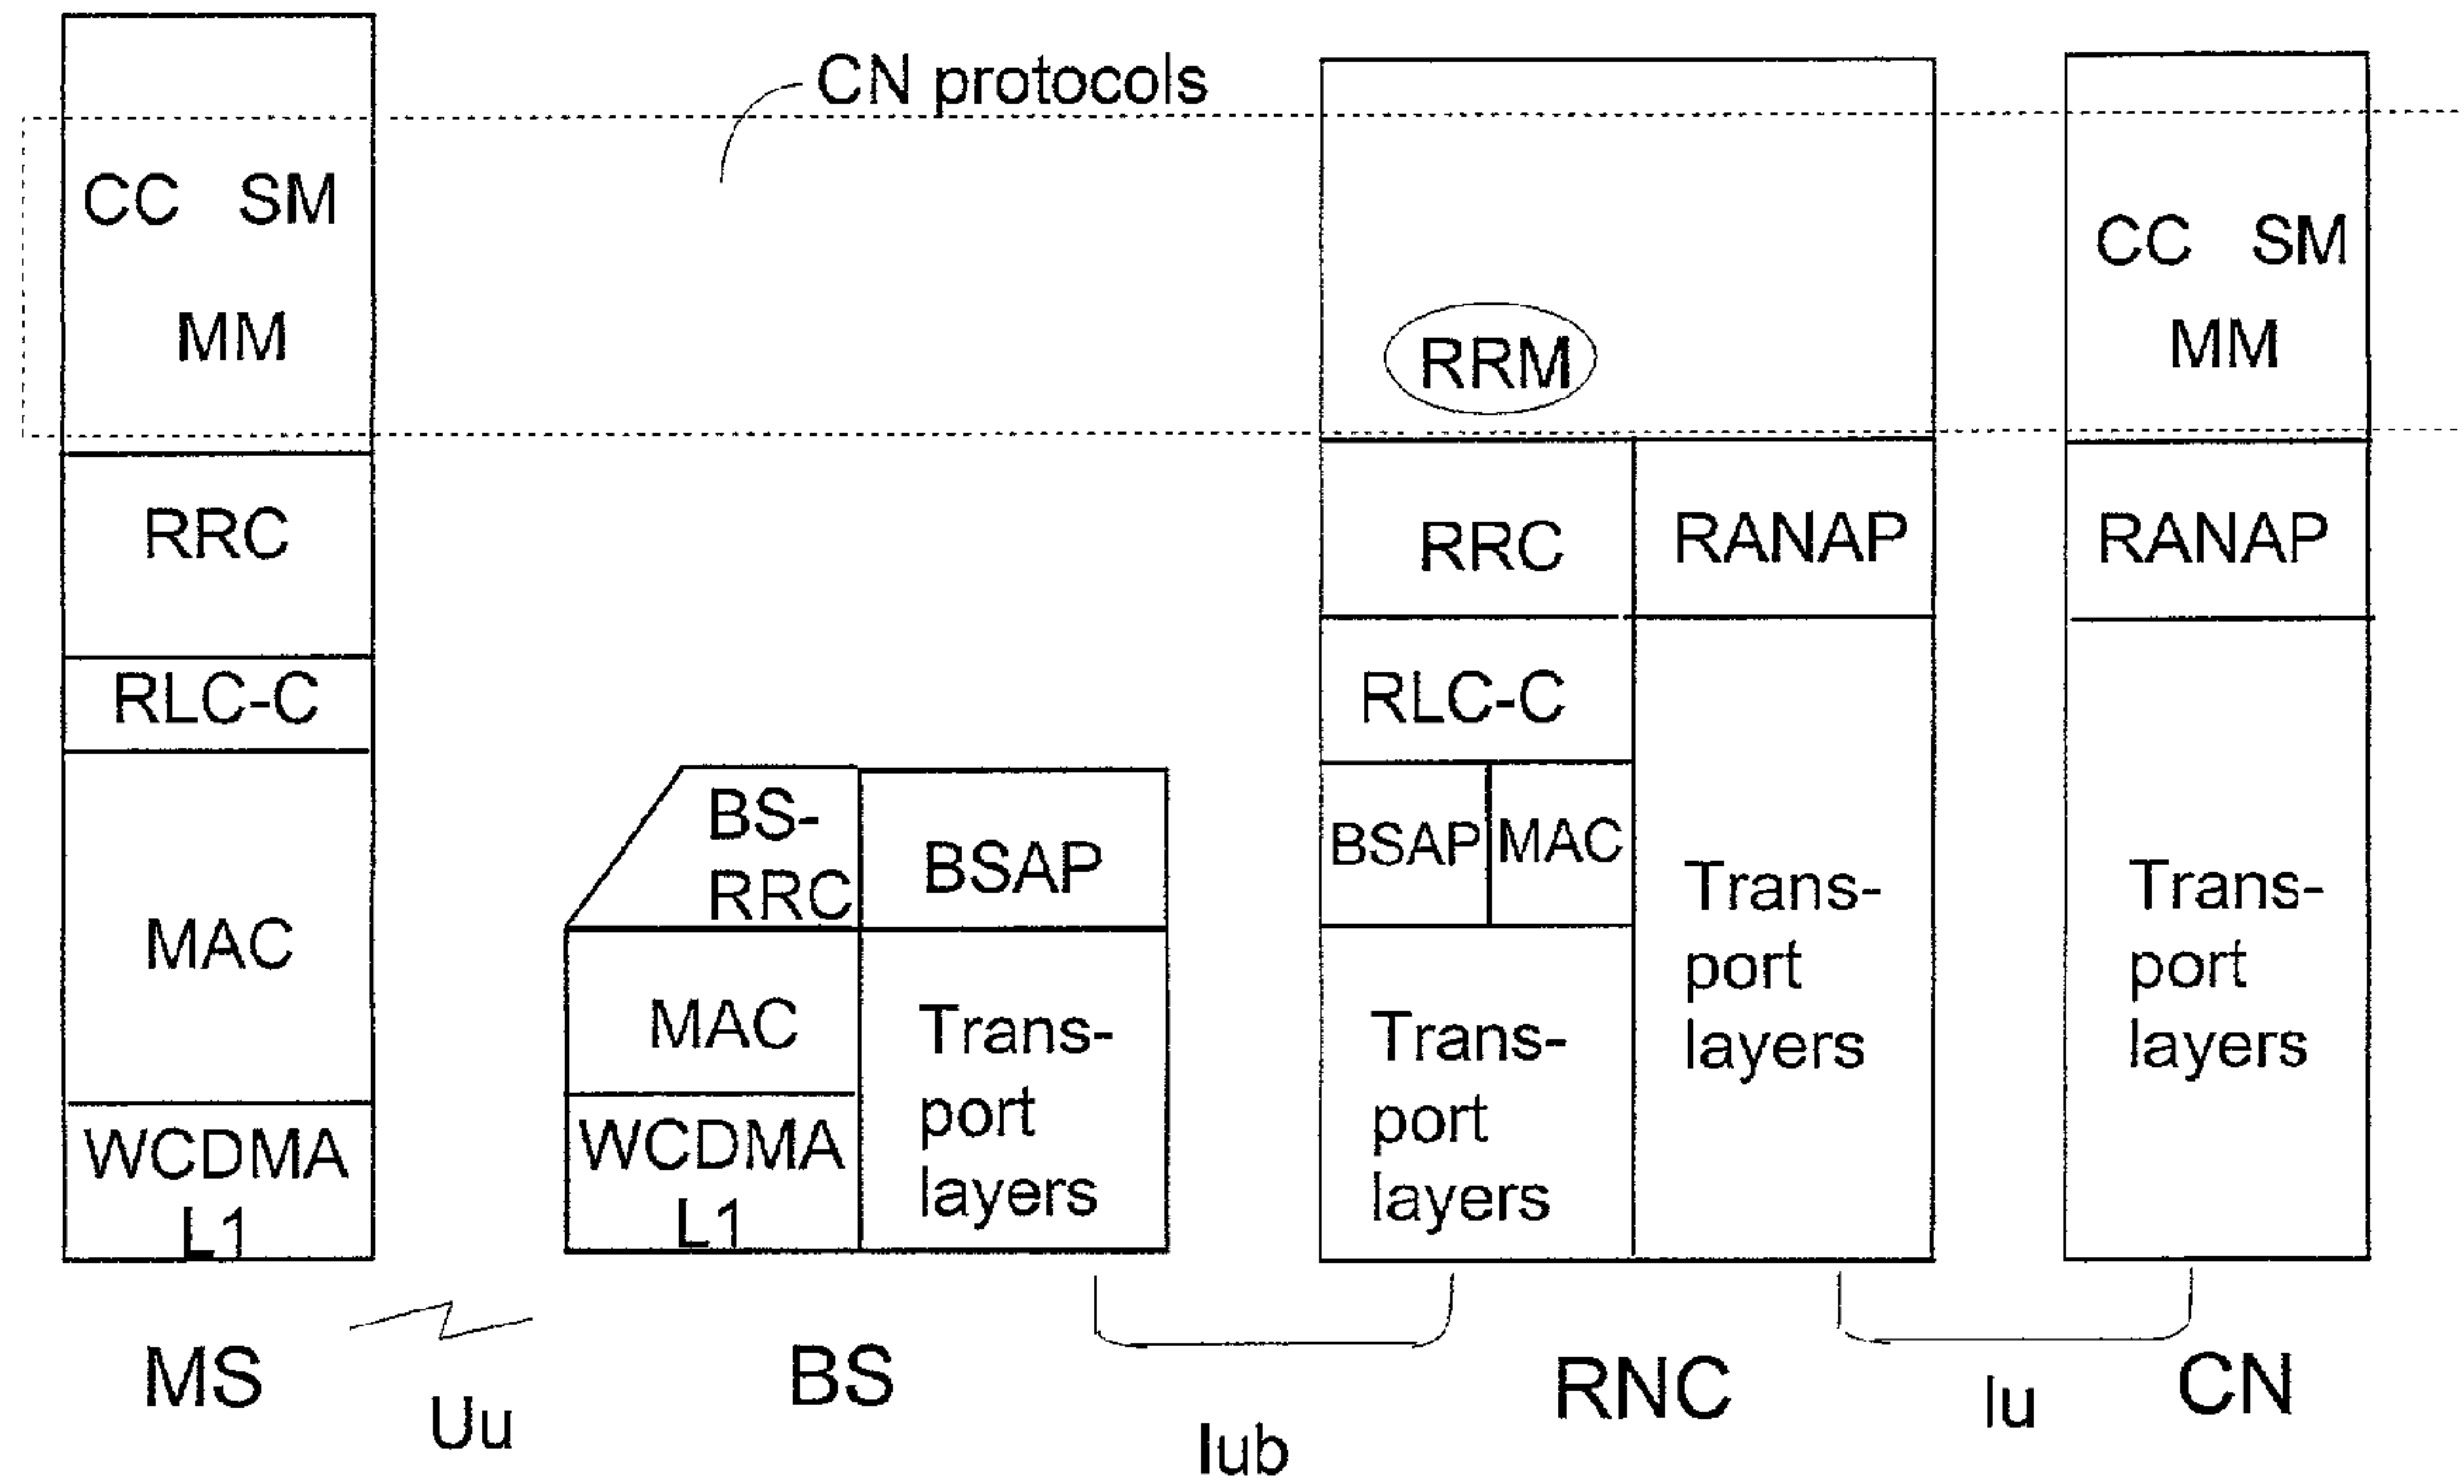 CN protocols
CC SM
MM
RRC
RLC-C
MAC
WCDMA
L1
MS
Uu
BS-
RRC
BSAP
MAC
Trans-
port
layers
WCDMA
L1
BS
Iub
RRM
RRC
RANAP
RLC-C
BSAP
MAC
Trans-
port
layers
Trans-
port
layers
RNC
Iu
CC SM
MM
RANAP
Trans-
port
layers
CN